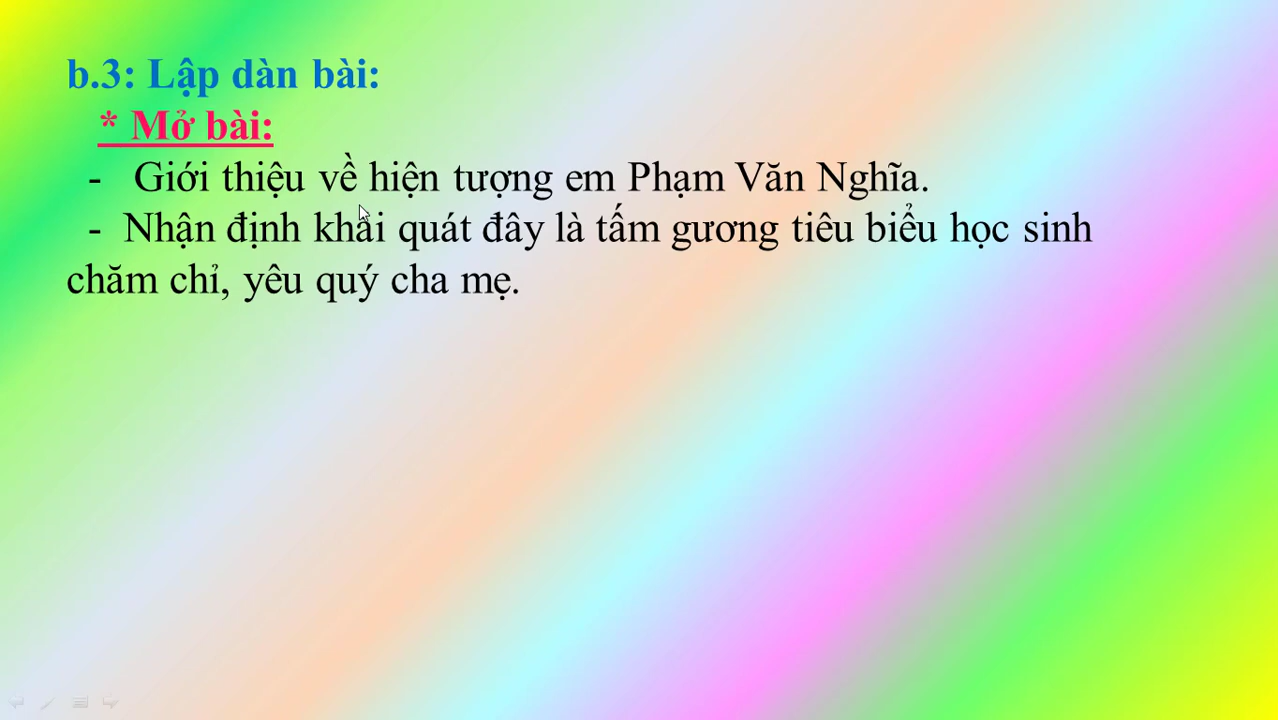 b.3: Lập dàn bài:
* Mở bài:
- Giới thiệu về hiện tượng em Phạm Văn Nghĩa.
- Nhận định khái quát đây là tấm gương tiêu biểu học sinh
chăm chỉ, yêu quý cha mẹ.